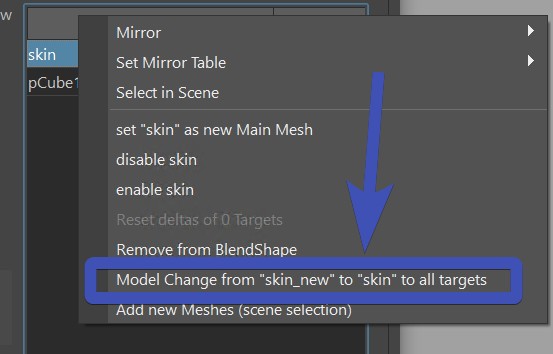 w
skin
pCube1
Mirror
Set Mirror Table
Select in Scene
set "skin" as new Main Mesh
disable skin
enable skin
Reset deltas of 0 Targets
Remove from BlendShape
Model Change from "skin_new" to "skin" to all targets
Add new Meshes (scene selection)